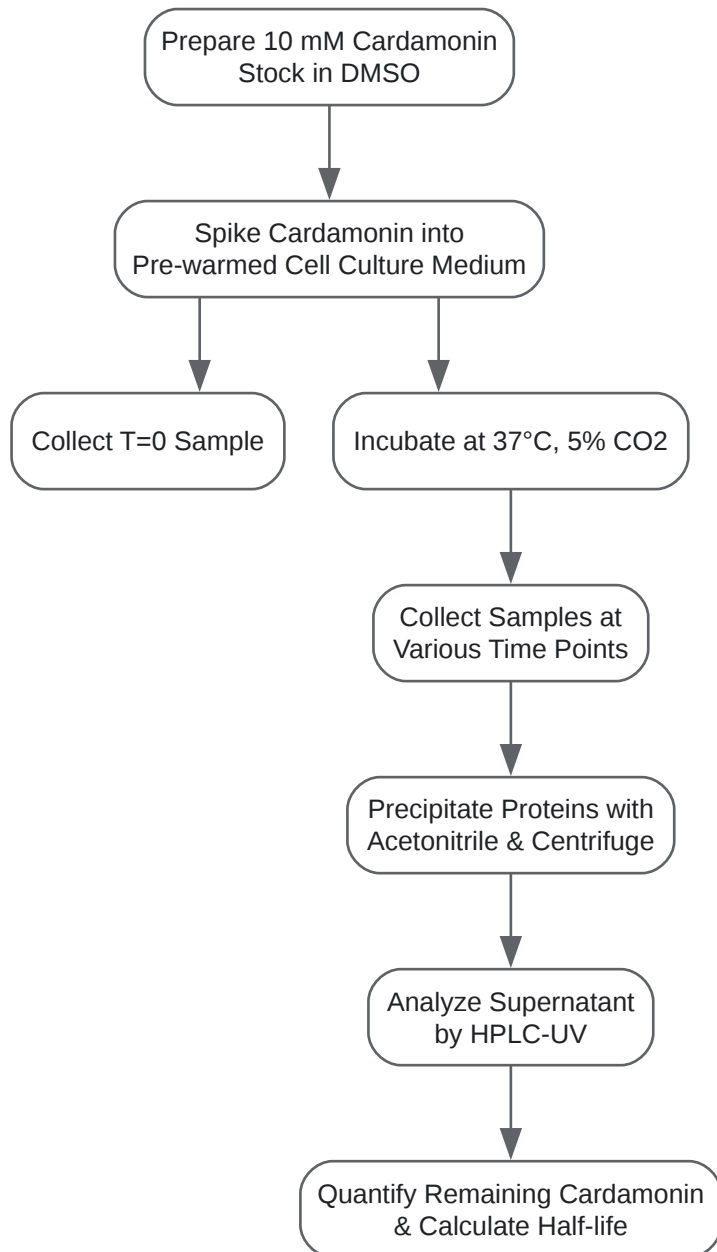 Prepare 10 mM Cardamonin
Stock in DMSO
Spike Cardamonin into
Pre-warmed Cell Culture Medium
Collect T=0 Sample
Incubate at 37°C, 5% CO2
Collect Samples at
Various Time Points
Precipitate Proteins with
Acetonitrile & Centrifuge
Analyze Supernatant
by HPLC-UV
Quantify Remaining Cardamonin
& Calculate Half-life